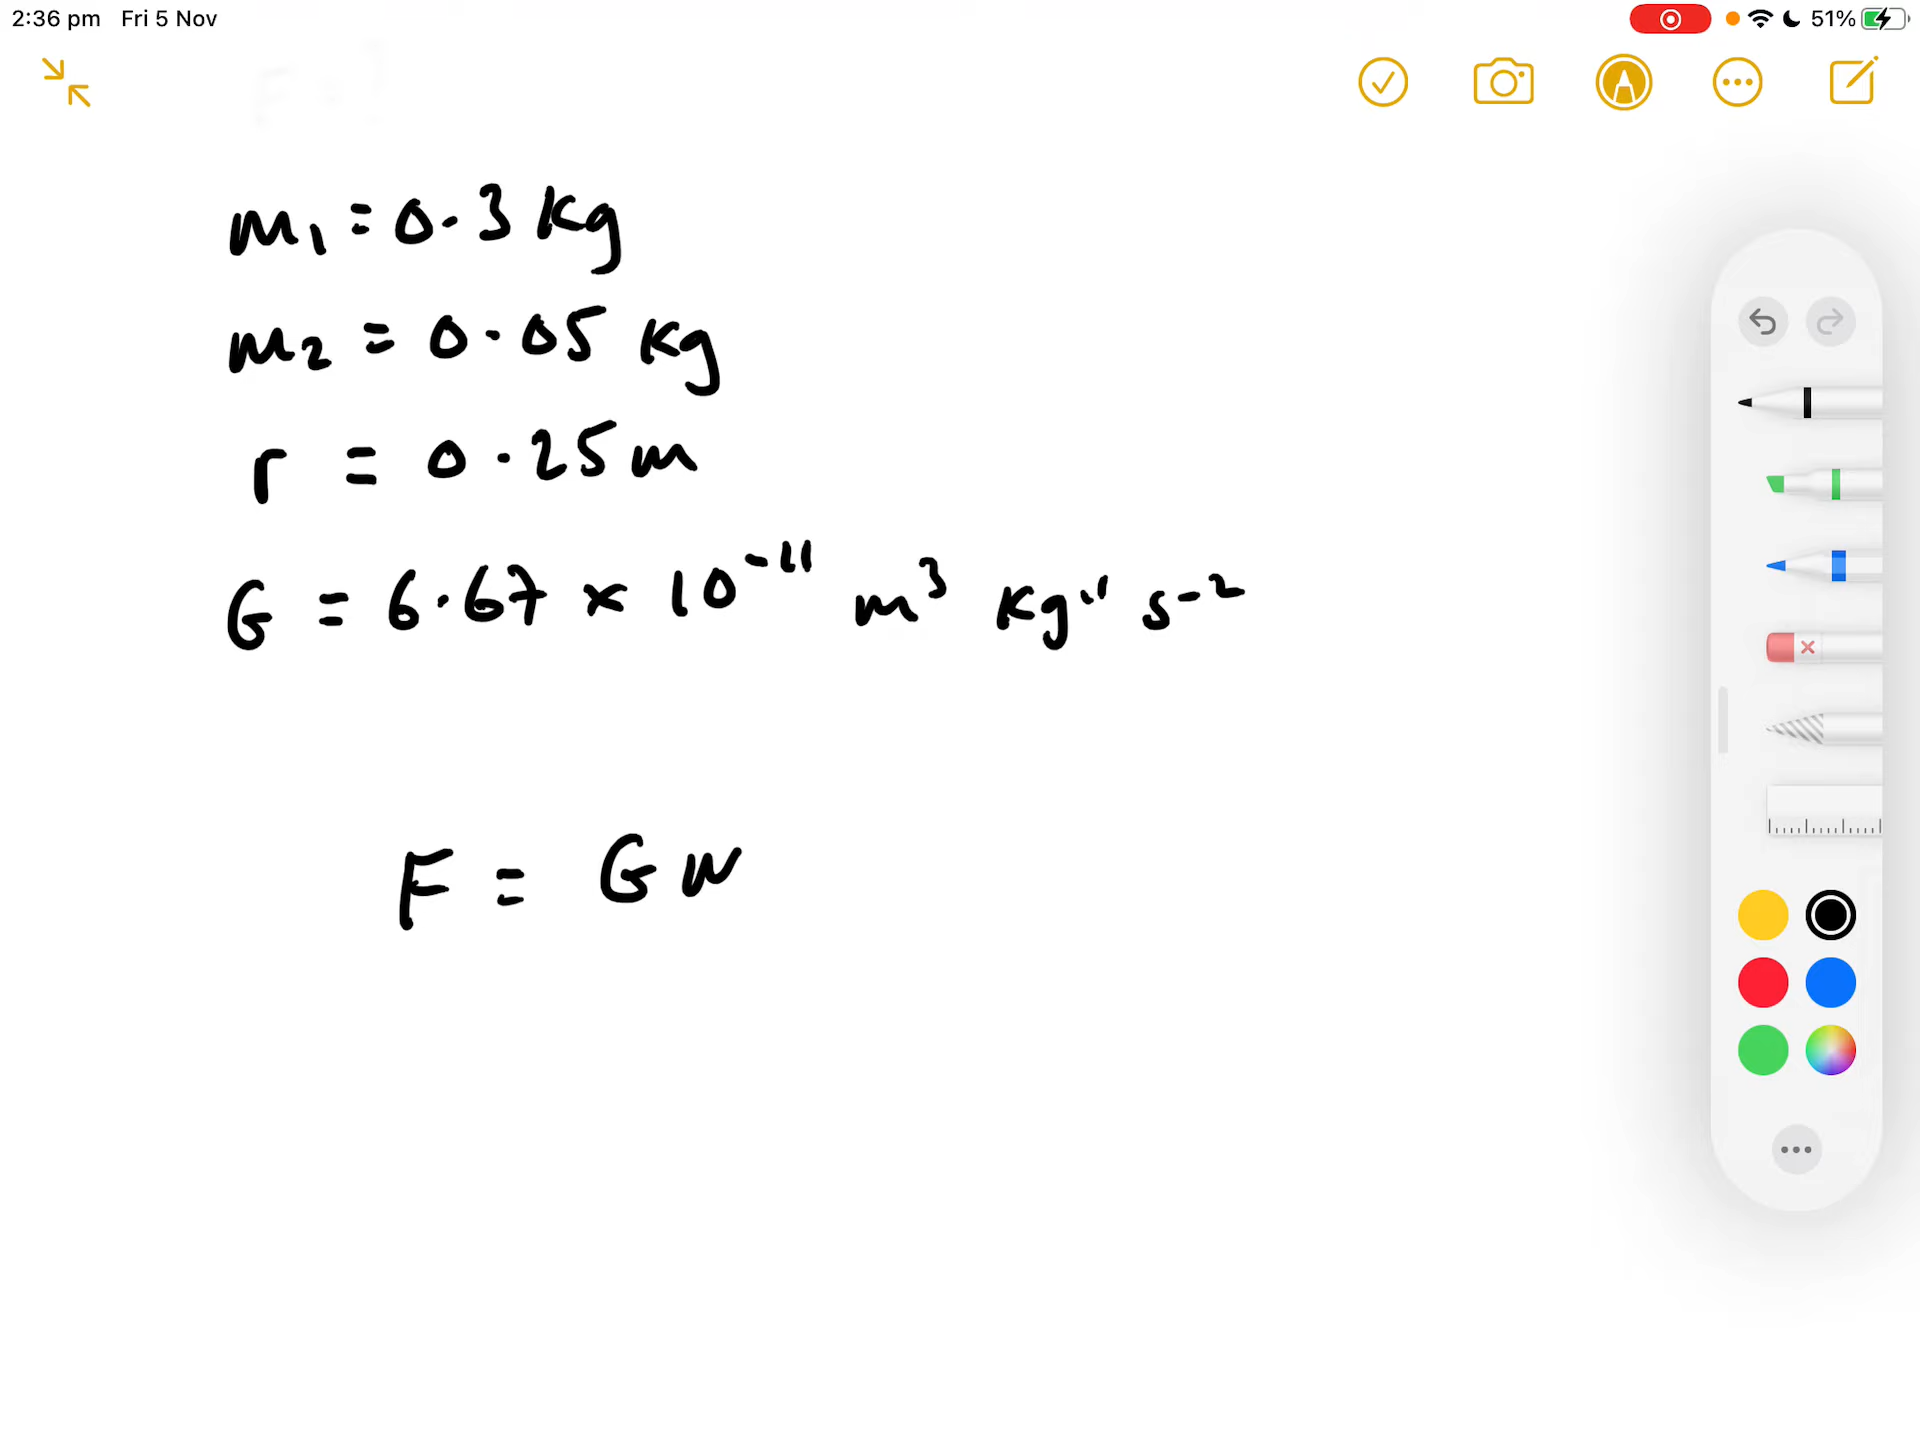 2:36 pm Fri 5 Nov 51%
m₁ = 0.3 kg
m₂ = 0.05 kg
r = 0.25 m
G = 6.67 × 10⁻¹¹ m³ kg⁻¹ s⁻²
F = G m